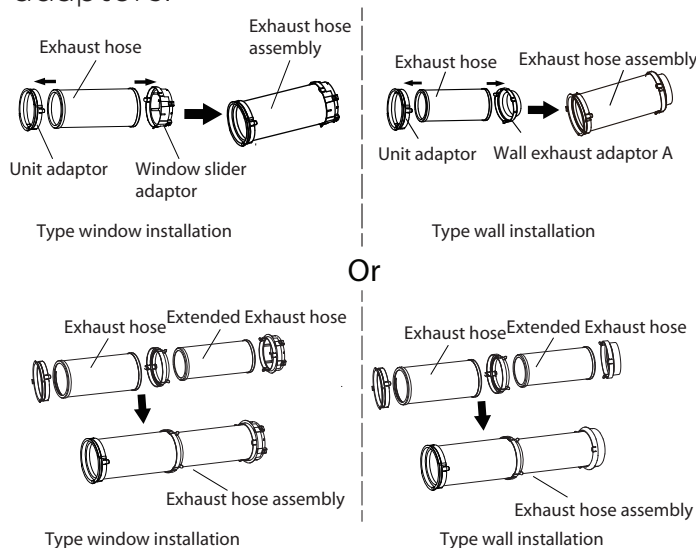 adaptors.
Exhaust hose
Exhaust hose
assembly
Unit adaptor
Window slider
adaptor
Type window installation
Exhaust hose
Exhaust hose assembly
Unit adaptor
Wall exhaust adaptor A
Type wall installation
Or
Exhaust hose
Extended Exhaust hose
Exhaust hose assembly
Type window installation
Exhaust hose
Extended Exhaust hose
Exhaust hose assembly
Type wall installation